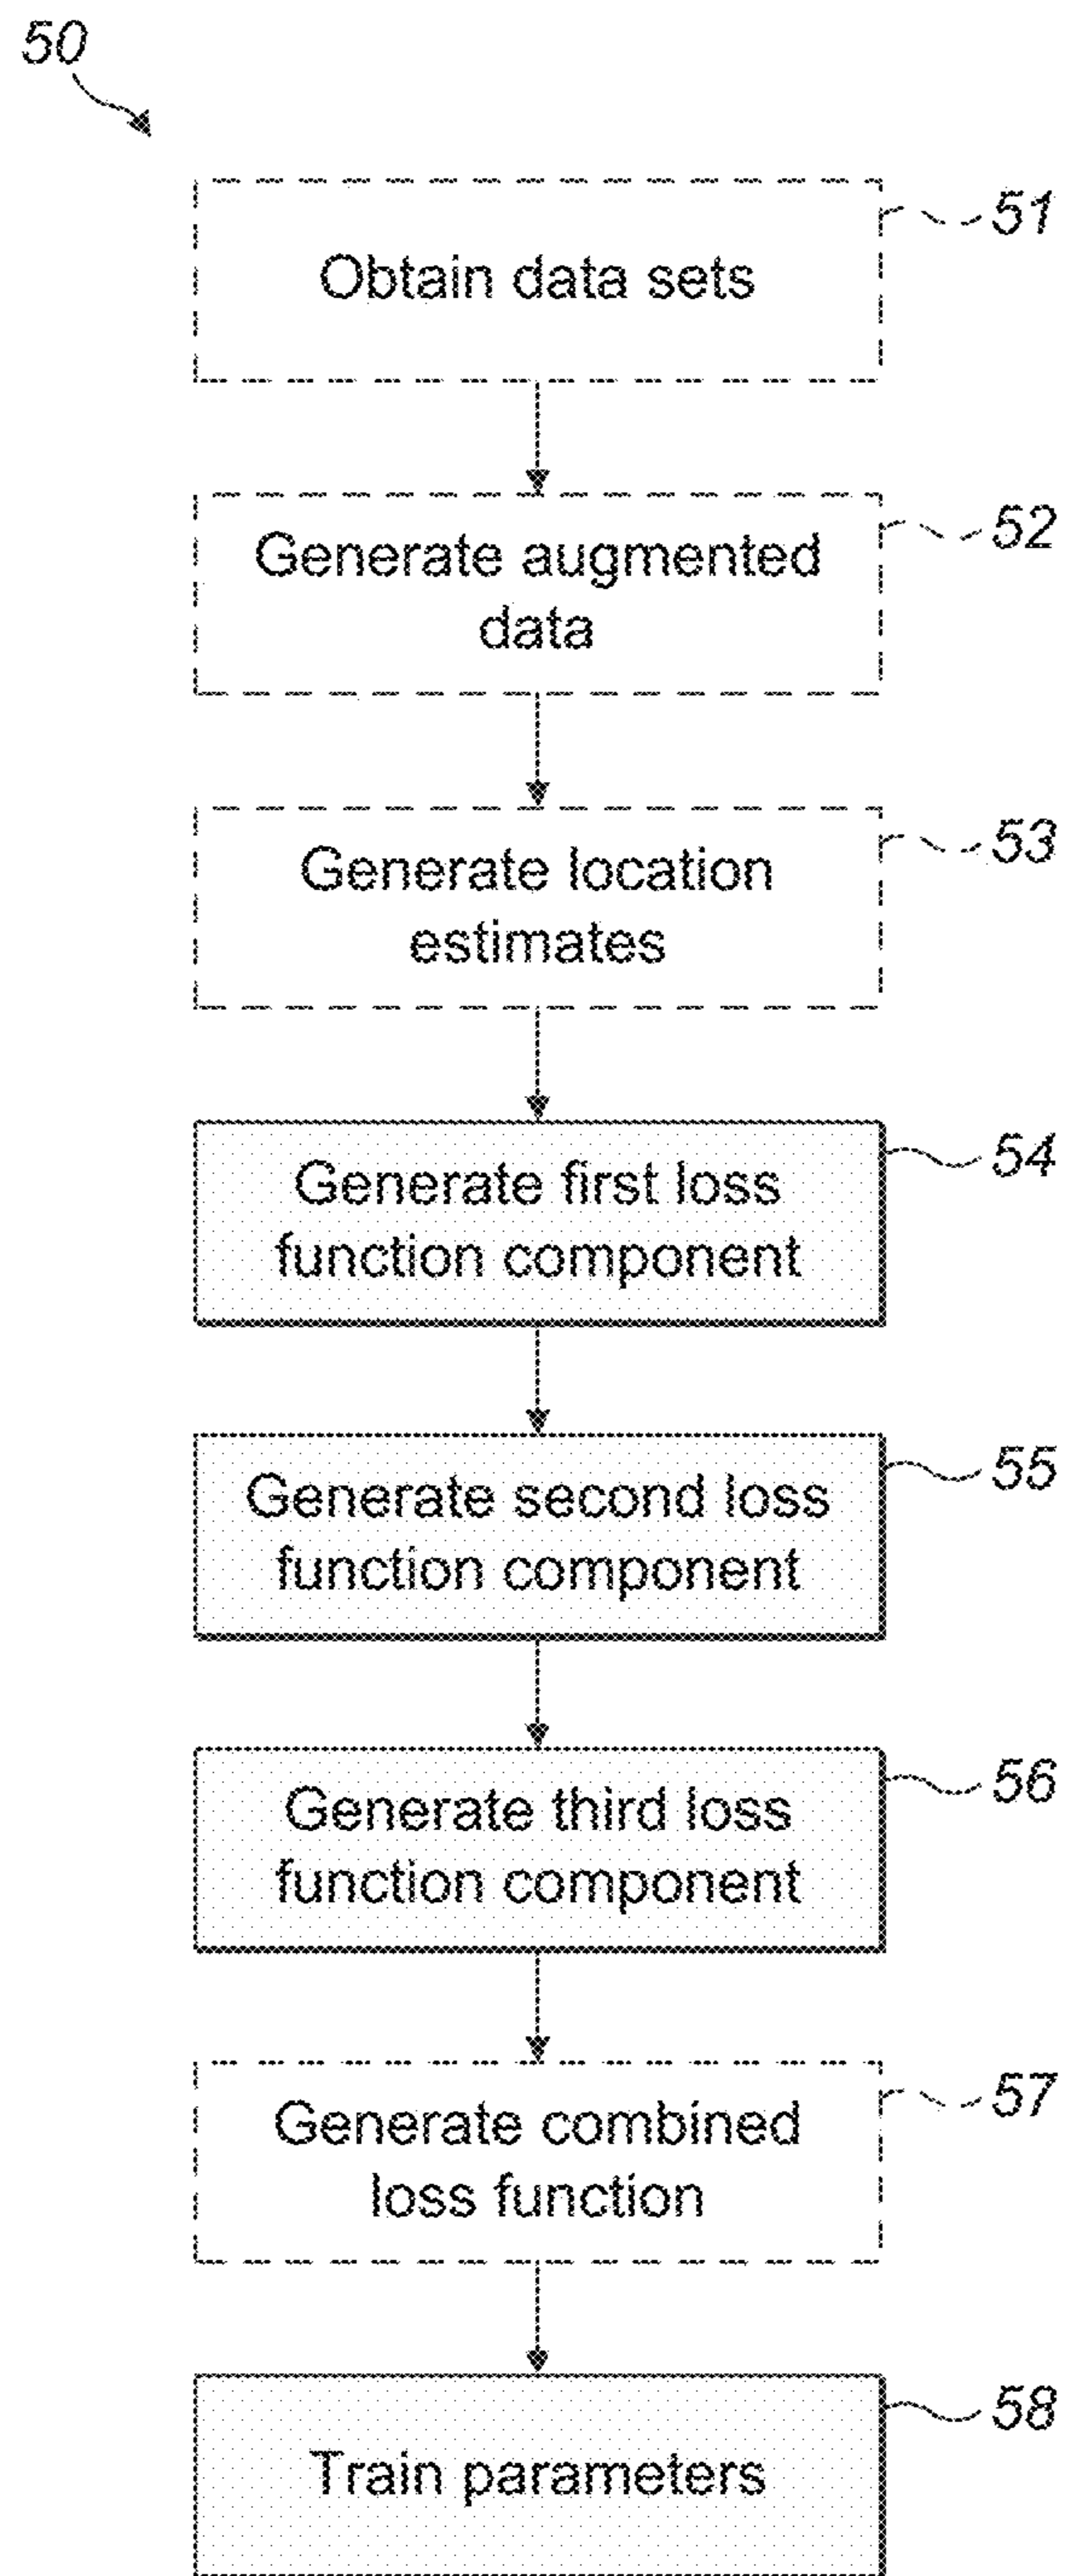 50
Obtain data sets
51
Generate augmented
data
52
Generate location
estimates
53
Generate first loss
function component
54
Generate second loss
function component
55
Generate third loss
function component
56
Generate combined
loss function
57
Train parameters
58